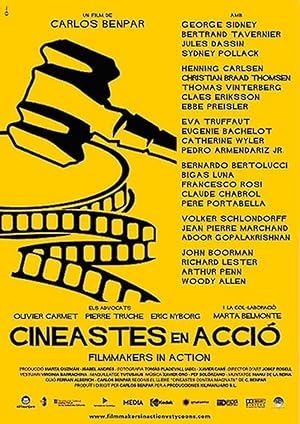 UN FILM DE
CARLOS BENPAR
AMB
GEORGE SIDNEY
BERTRAND TAVERNIER
JULES DASSIN
SYDNEY POLLACK
HENNING CARLSEN
CHRISTIAN BRAAD THOMSEN
THOMAS VINTERBERG
CLAES ERIKSSON
EBBE PREISLER
EVA TRUFFAUT
EUGENIE BACHELOT
CATHERINE WYLER
PEDRO ARMENDARIZ JR.
BERNARDO BERTOLUCCI
BIGAS LUNA
FRANCESCO ROSI
CLAUDE CHABROL
PERE PORTABELLA
VOLKER SCHLONDORFF
JEAN PIERRE MARCHAND
ADOOR GOPALAKRISHNAN
JOHN BOORMAN
RICHARD LESTER
ARTHUR PENN
WOODY ALLEN
ELS ADVOCATS
OLIVIER CARMET PIERRE TRUCHE ERIC NYBORG
I LA COL·LABORACIÓ
MARTA BELMONTE
CINEASTES EN ACCIÓ
FILMMAKERS IN ACTION
www.filmmakersinactionvstycoons.com